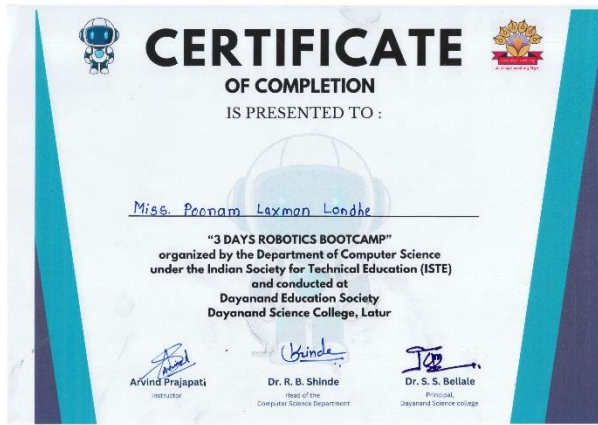 CERTIFICATE
OF COMPLETION
IS PRESENTED TO :
Miss. Poonam Laxman Londhe
“3 DAYS ROBOTICS BOOTCAMP”
organized by the Department of Computer Science
under the Indian Society for Technical Education (ISTE)
and conducted at
Dayanand Education Society
Dayanand Science College, Latur
Arvind Prajapati
Instructor
Dr. R. B. Shinde
Head of the
Computer Science Department
Dr. S. S. Bellale
Principal,
Dayanand Science college